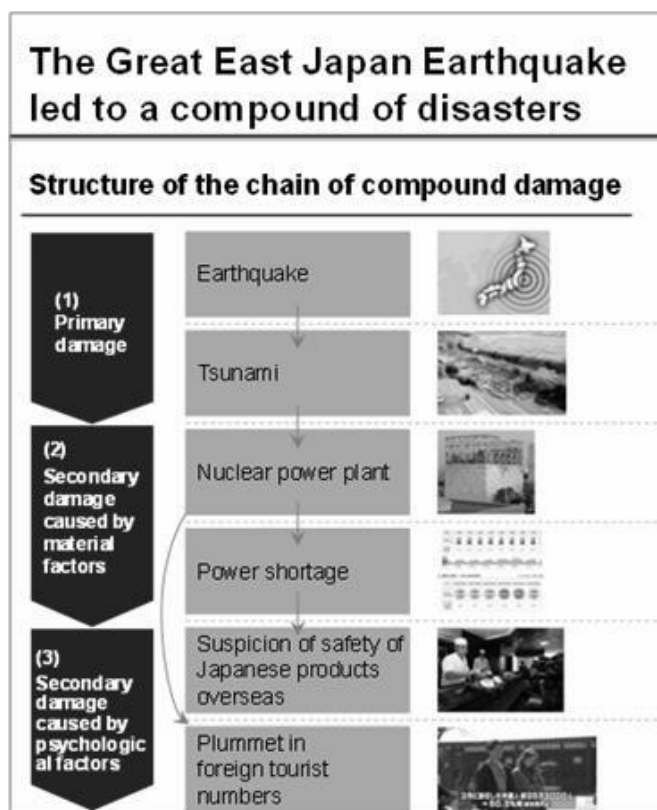 The Great East Japan Earthquake
led to a compound of disasters
Structure of the chain of compound damage
(1)
Primary
damage
Earthquake
Tsunami
(2)
Secondary
damage
caused by
material
factors
Nuclear power plant
Power shortage
(3)
Secondary
damage
caused by
psychologic
al factors
Suspicion of safety of
Japanese products
overseas
Plummet in
foreign tourist
numbers